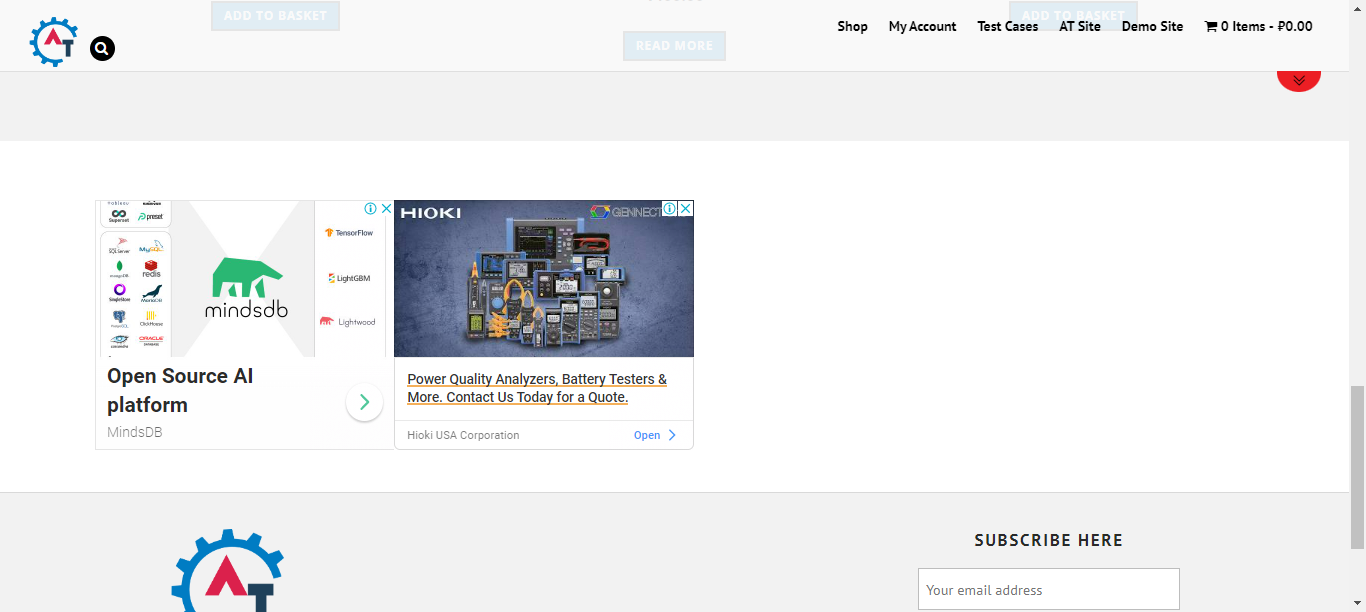 ADD TO BASKET
ADD TO BASKET
READ MORE
AT
Shop
My Account
Test Cases
AT Site
Demo Site
0 Items - ₽0.00
Superset
preset
SQL Server
MySQL
mongoDB
redis
SingleStore
MariaDB
PostgreSQL
ClickHouse
ORACLE
DATABASE
mindsdb
TensorFlow
LightGBM
Lightwood
Open Source AI
platform
MindsDB
HIOKI
GENNECT
Power Quality Analyzers, Battery Testers &
More. Contact Us Today for a Quote.
Hioki USA Corporation
Open
AT
SUBSCRIBE HERE
Your email address